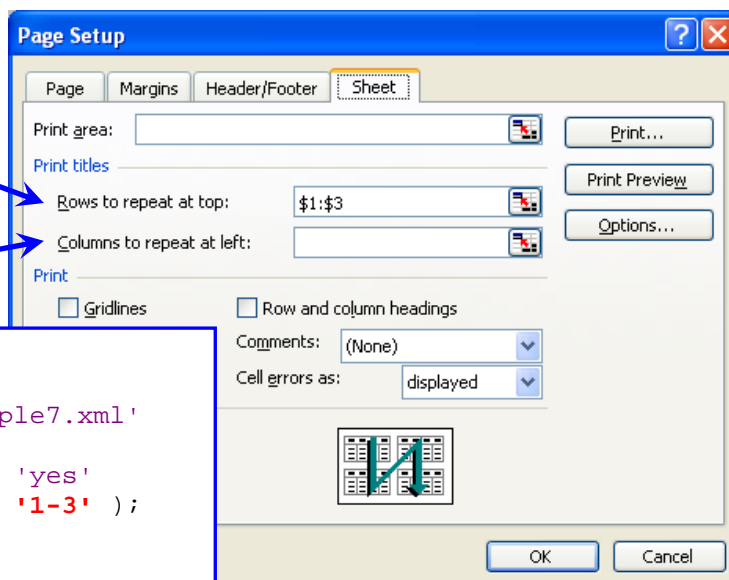 Page Setup
Page Margins Header/Footer Sheet
Print area:
Print...
Print titles
Print Preview
Rows to repeat at top: $1:$3
Options...
Columns to repeat at left:
Print
Gridlines Row and column headings
Comments: (None)
Cell errors as: displayed
ple7.xml'
'yes'
'1-3' );
OK Cancel